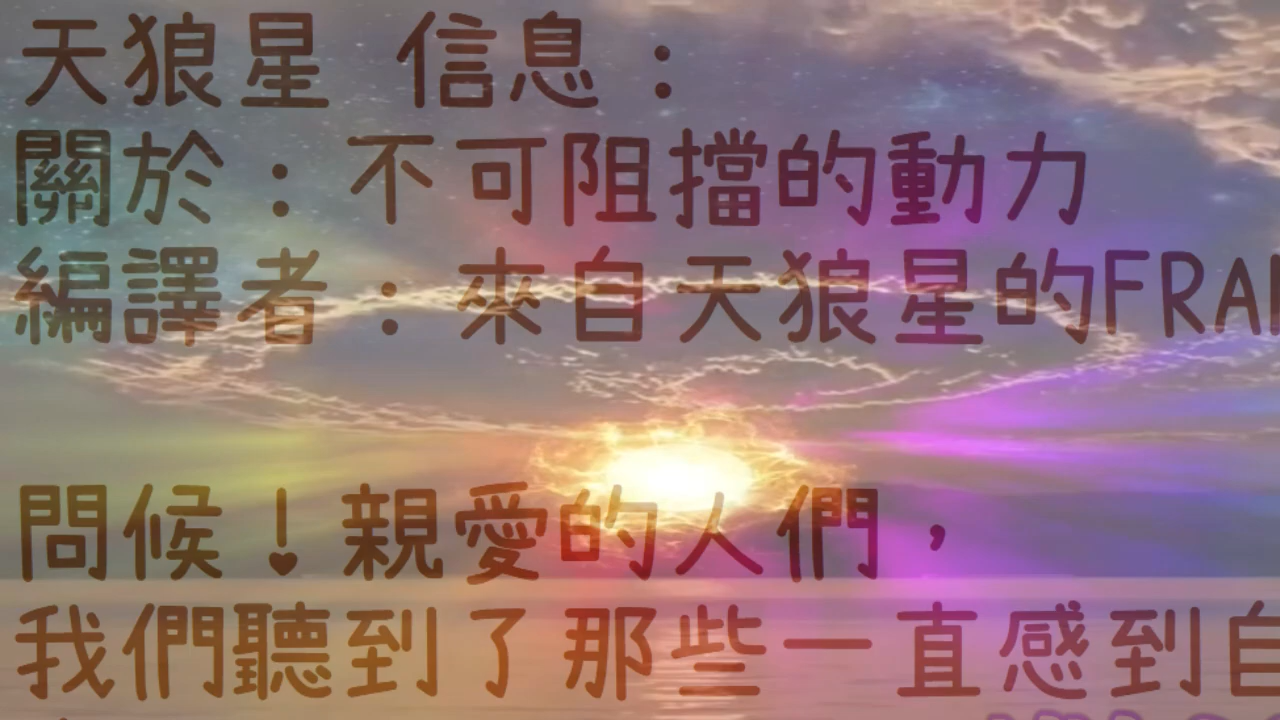 天狼星 信息：
關於：不可阻擋的動力
編譯者：來自天狼星的FRA
問候！親愛的人們，
我們聽到了那些一直感到自